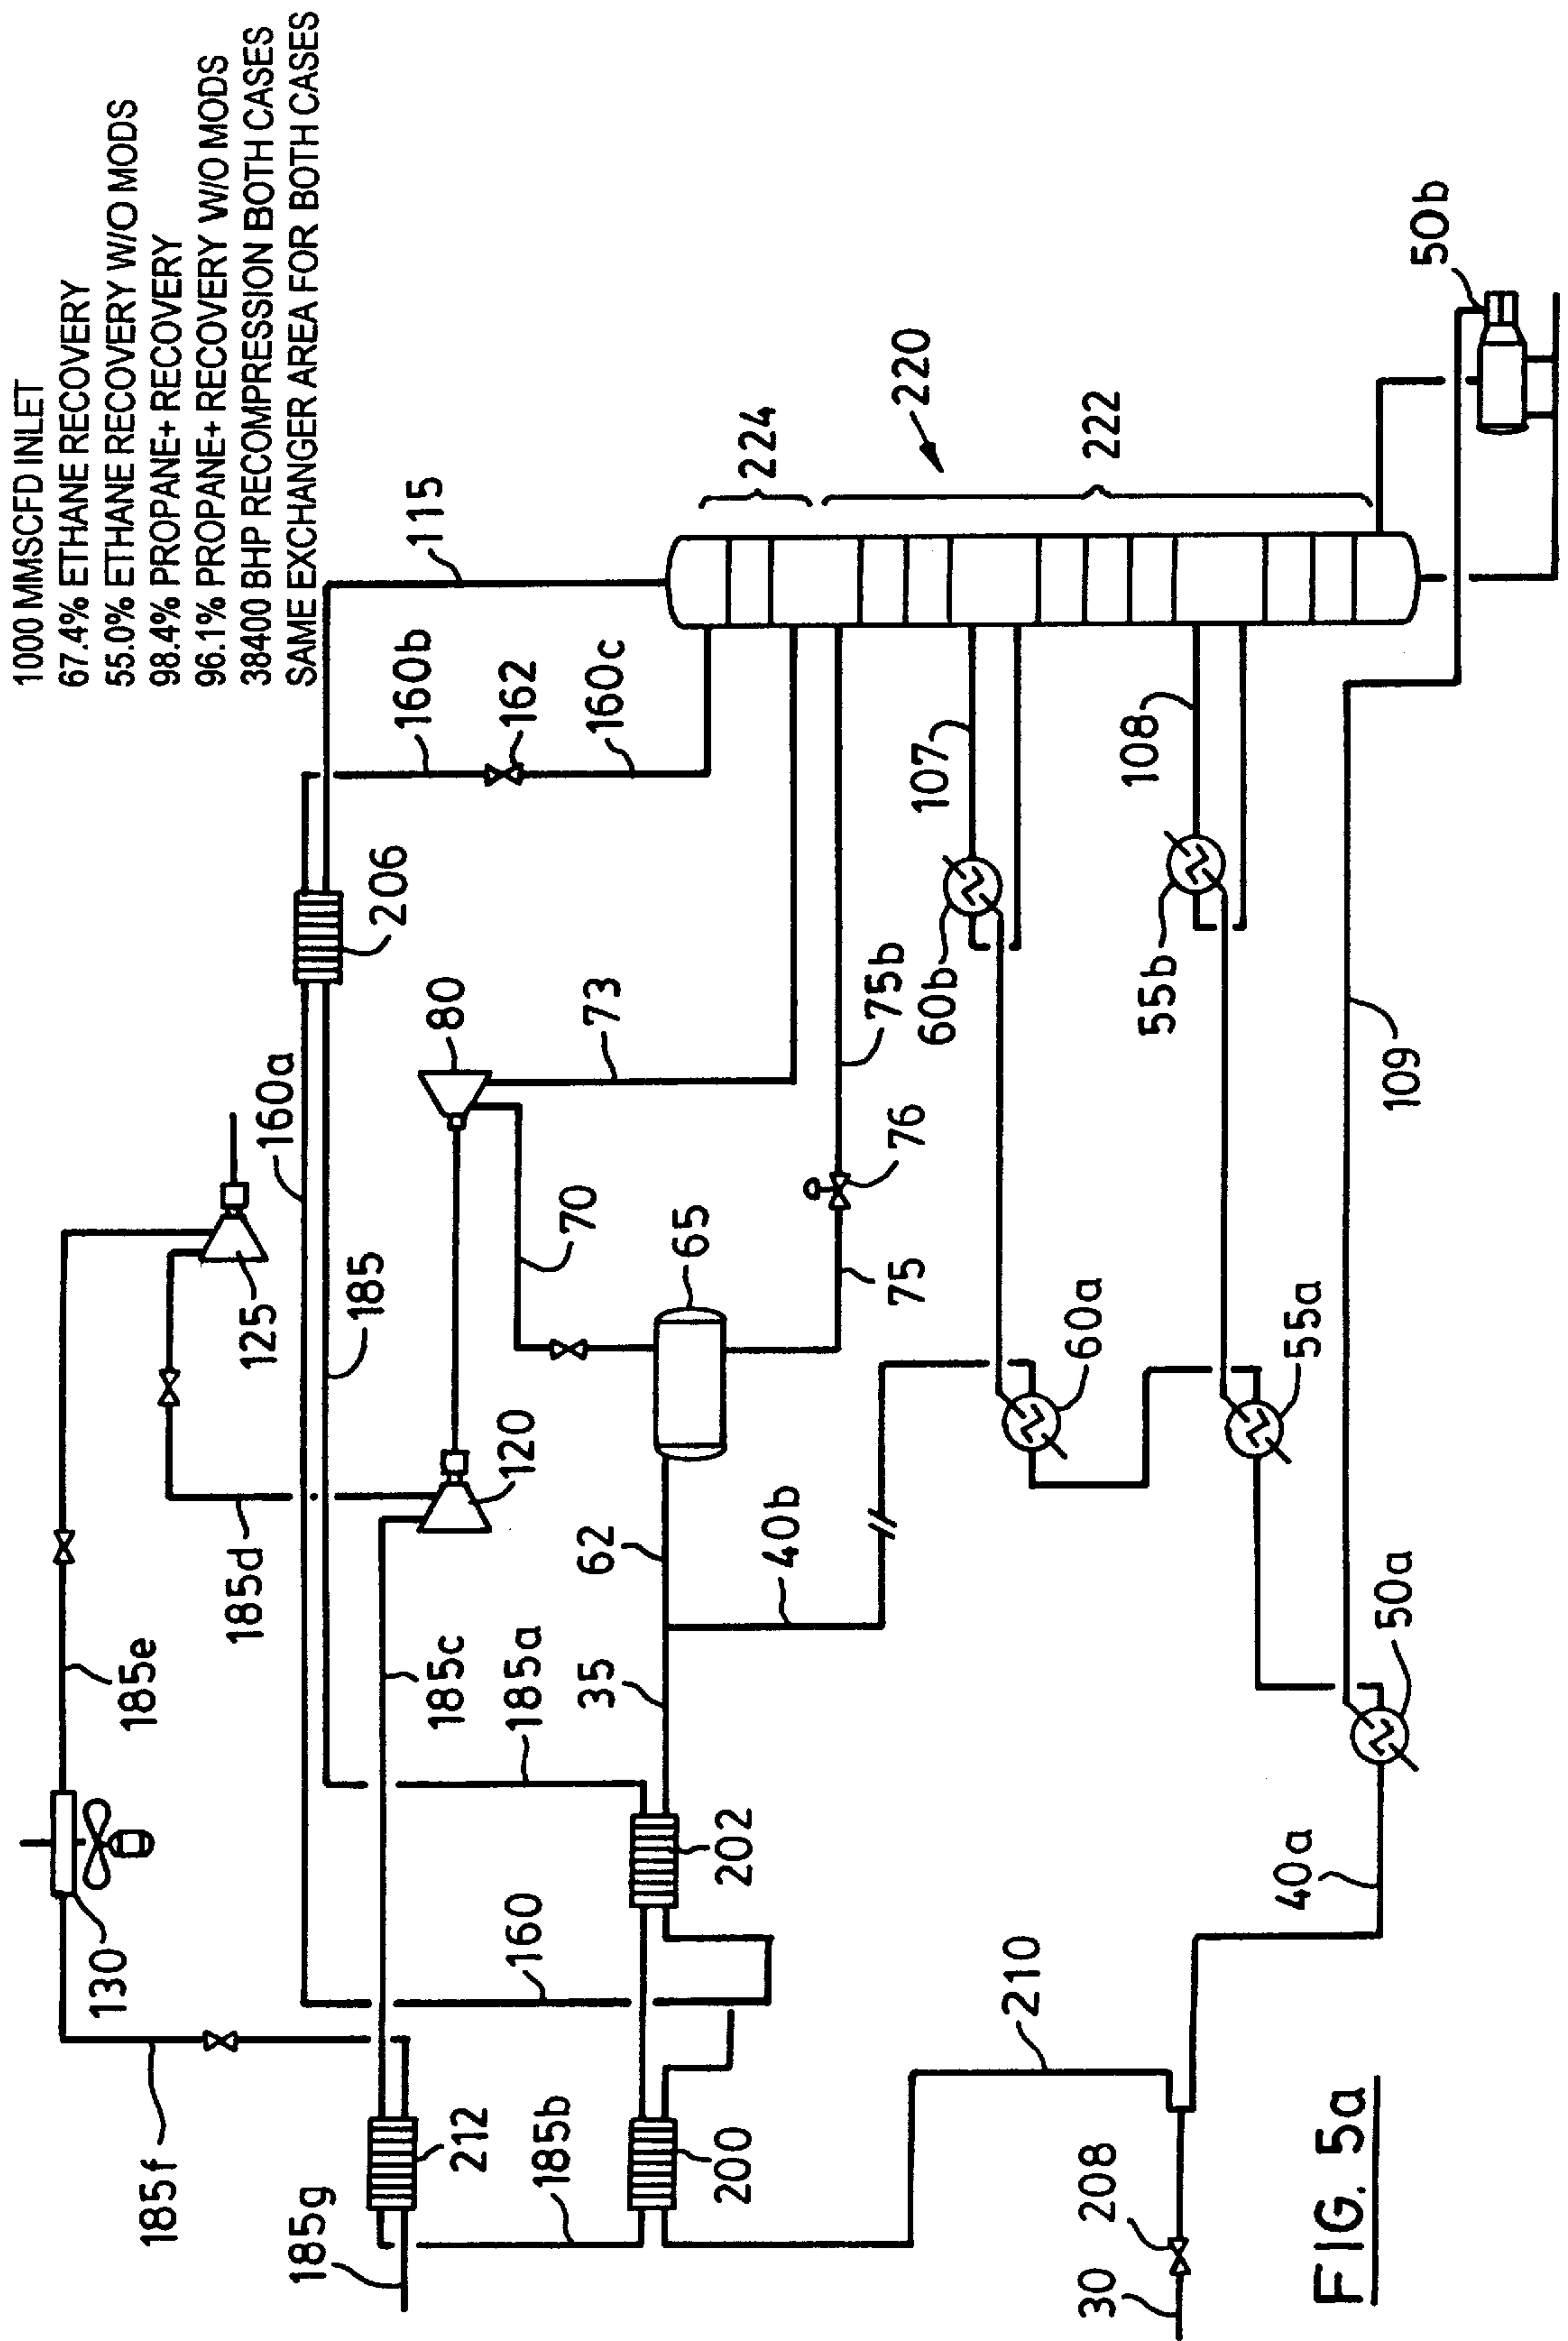 1000 MMSCFD INLET
67.4% ETHANE RECOVERY
55.0% ETHANE RECOVERY W/O MODS
98.4% PROPANE+ RECOVERY
96.1% PROPANE+ RECOVERY W/O MODS
38400 BHP RECOMPRESSION BOTH CASES
SAME EXCHANGER AREA FOR BOTH CASES
185f
130
185e
185d
125
160a
185
206
160b
162
160c
115
185g
212
185c
120
80
73
224
220
222
185b
200
160
202
185a
35
62
65
70
40b
75
76
75b
60b
107
108
55b
60a
55a
50b
109
30
208
210
40a
50a
FIG. 5a